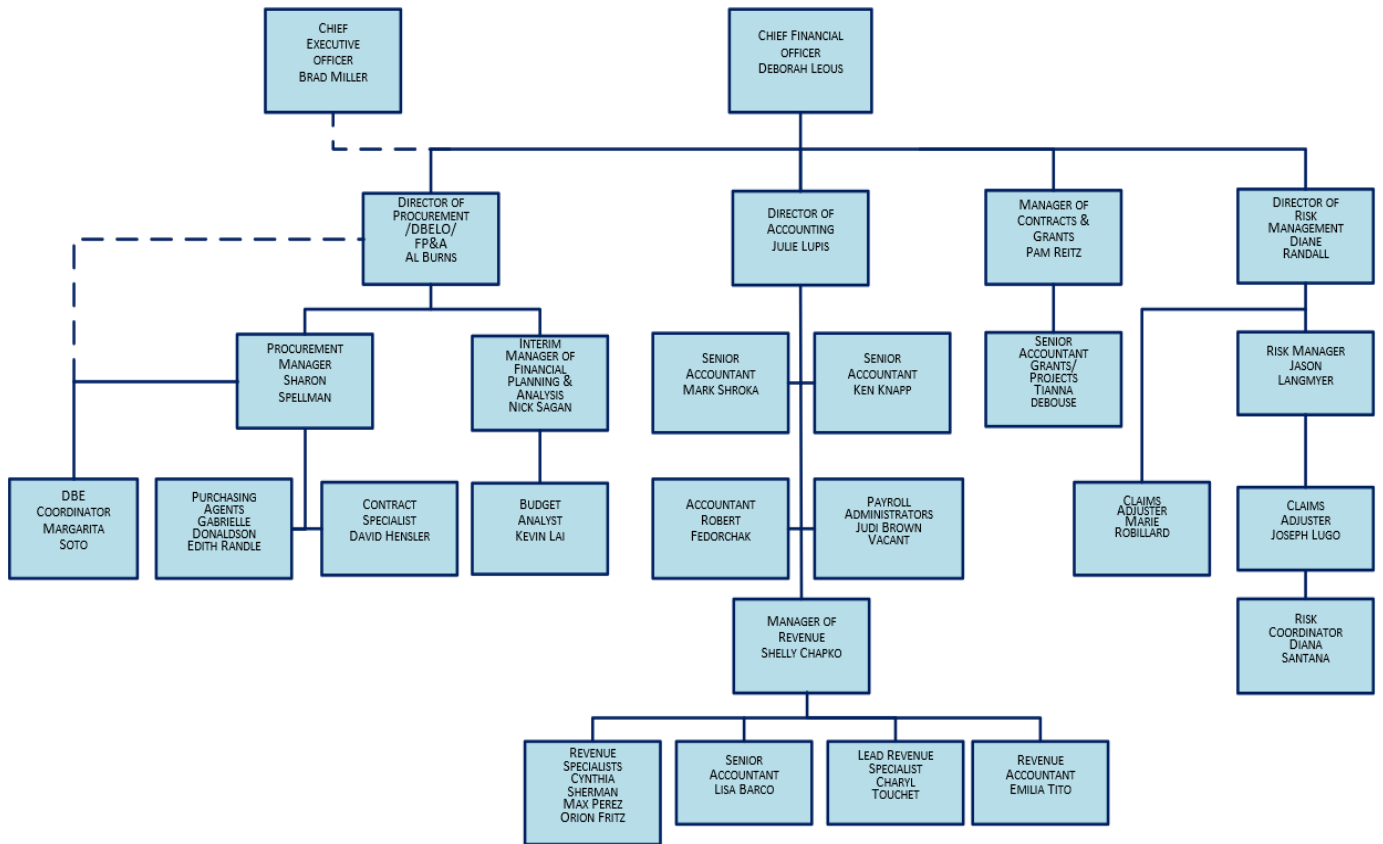 CHIEF
EXECUTIVE
OFFICER
BRAD MILLER
CHIEF FINANCIAL
OFFICER
DEBORAH LEOUS
DIRECTOR OF
PROCUREMENT
/DBELO/
FP&A
AL BURNS
DIRECTOR OF
ACCOUNTING
JULIE LUPIS
MANAGER OF
CONTRACTS &
GRANTS
PAM REITZ
DIRECTOR OF
RISK
MANAGEMENT
DIANE
RANDALL
PROCUREMENT
MANAGER
SHARON
SPELLMAN
INTERIM
MANAGER OF
FINANCIAL
PLANNING &
ANALYSIS
NICK SAGAN
SENIOR
ACCOUNTANT
MARK SHROKA
SENIOR
ACCOUNTANT
KEN KNAPP
SENIOR
ACCOUNTANT
GRANTS/
PROJECTS
TIANNA
DEBOUSE
RISK MANAGER
JASON
LANGMYER
DBE
COORDINATOR
MARGARITA
SOTO
PURCHASING
AGENTS
GABRIELLE
DONALDSON
EDITH RANDLE
CONTRACT
SPECIALIST
DAVID HENSLER
BUDGET
ANALYST
KEVIN LAI
ACCOUNTANT
ROBERT
FEDORCHAK
PAYROLL
ADMINISTRATORS
JUDI BROWN
VACANT
CLAIMS
ADJUSTER
MARIE
ROBILLARD
CLAIMS
ADJUSTER
JOSEPH LUGO
MANAGER OF
REVENUE
SHELLY CHAPKO
RISK
COORDINATOR
DIANA
SANTANA
REVENUE
SPECIALISTS
CYNTHIA
SHERMAN
MAX PEREZ
ORION FRITZ
SENIOR
ACCOUNTANT
LISA BARCO
LEAD REVENUE
SPECIALIST
CHARYL
TOUCHET
REVENUE
ACCOUNTANT
EMILIA TITO